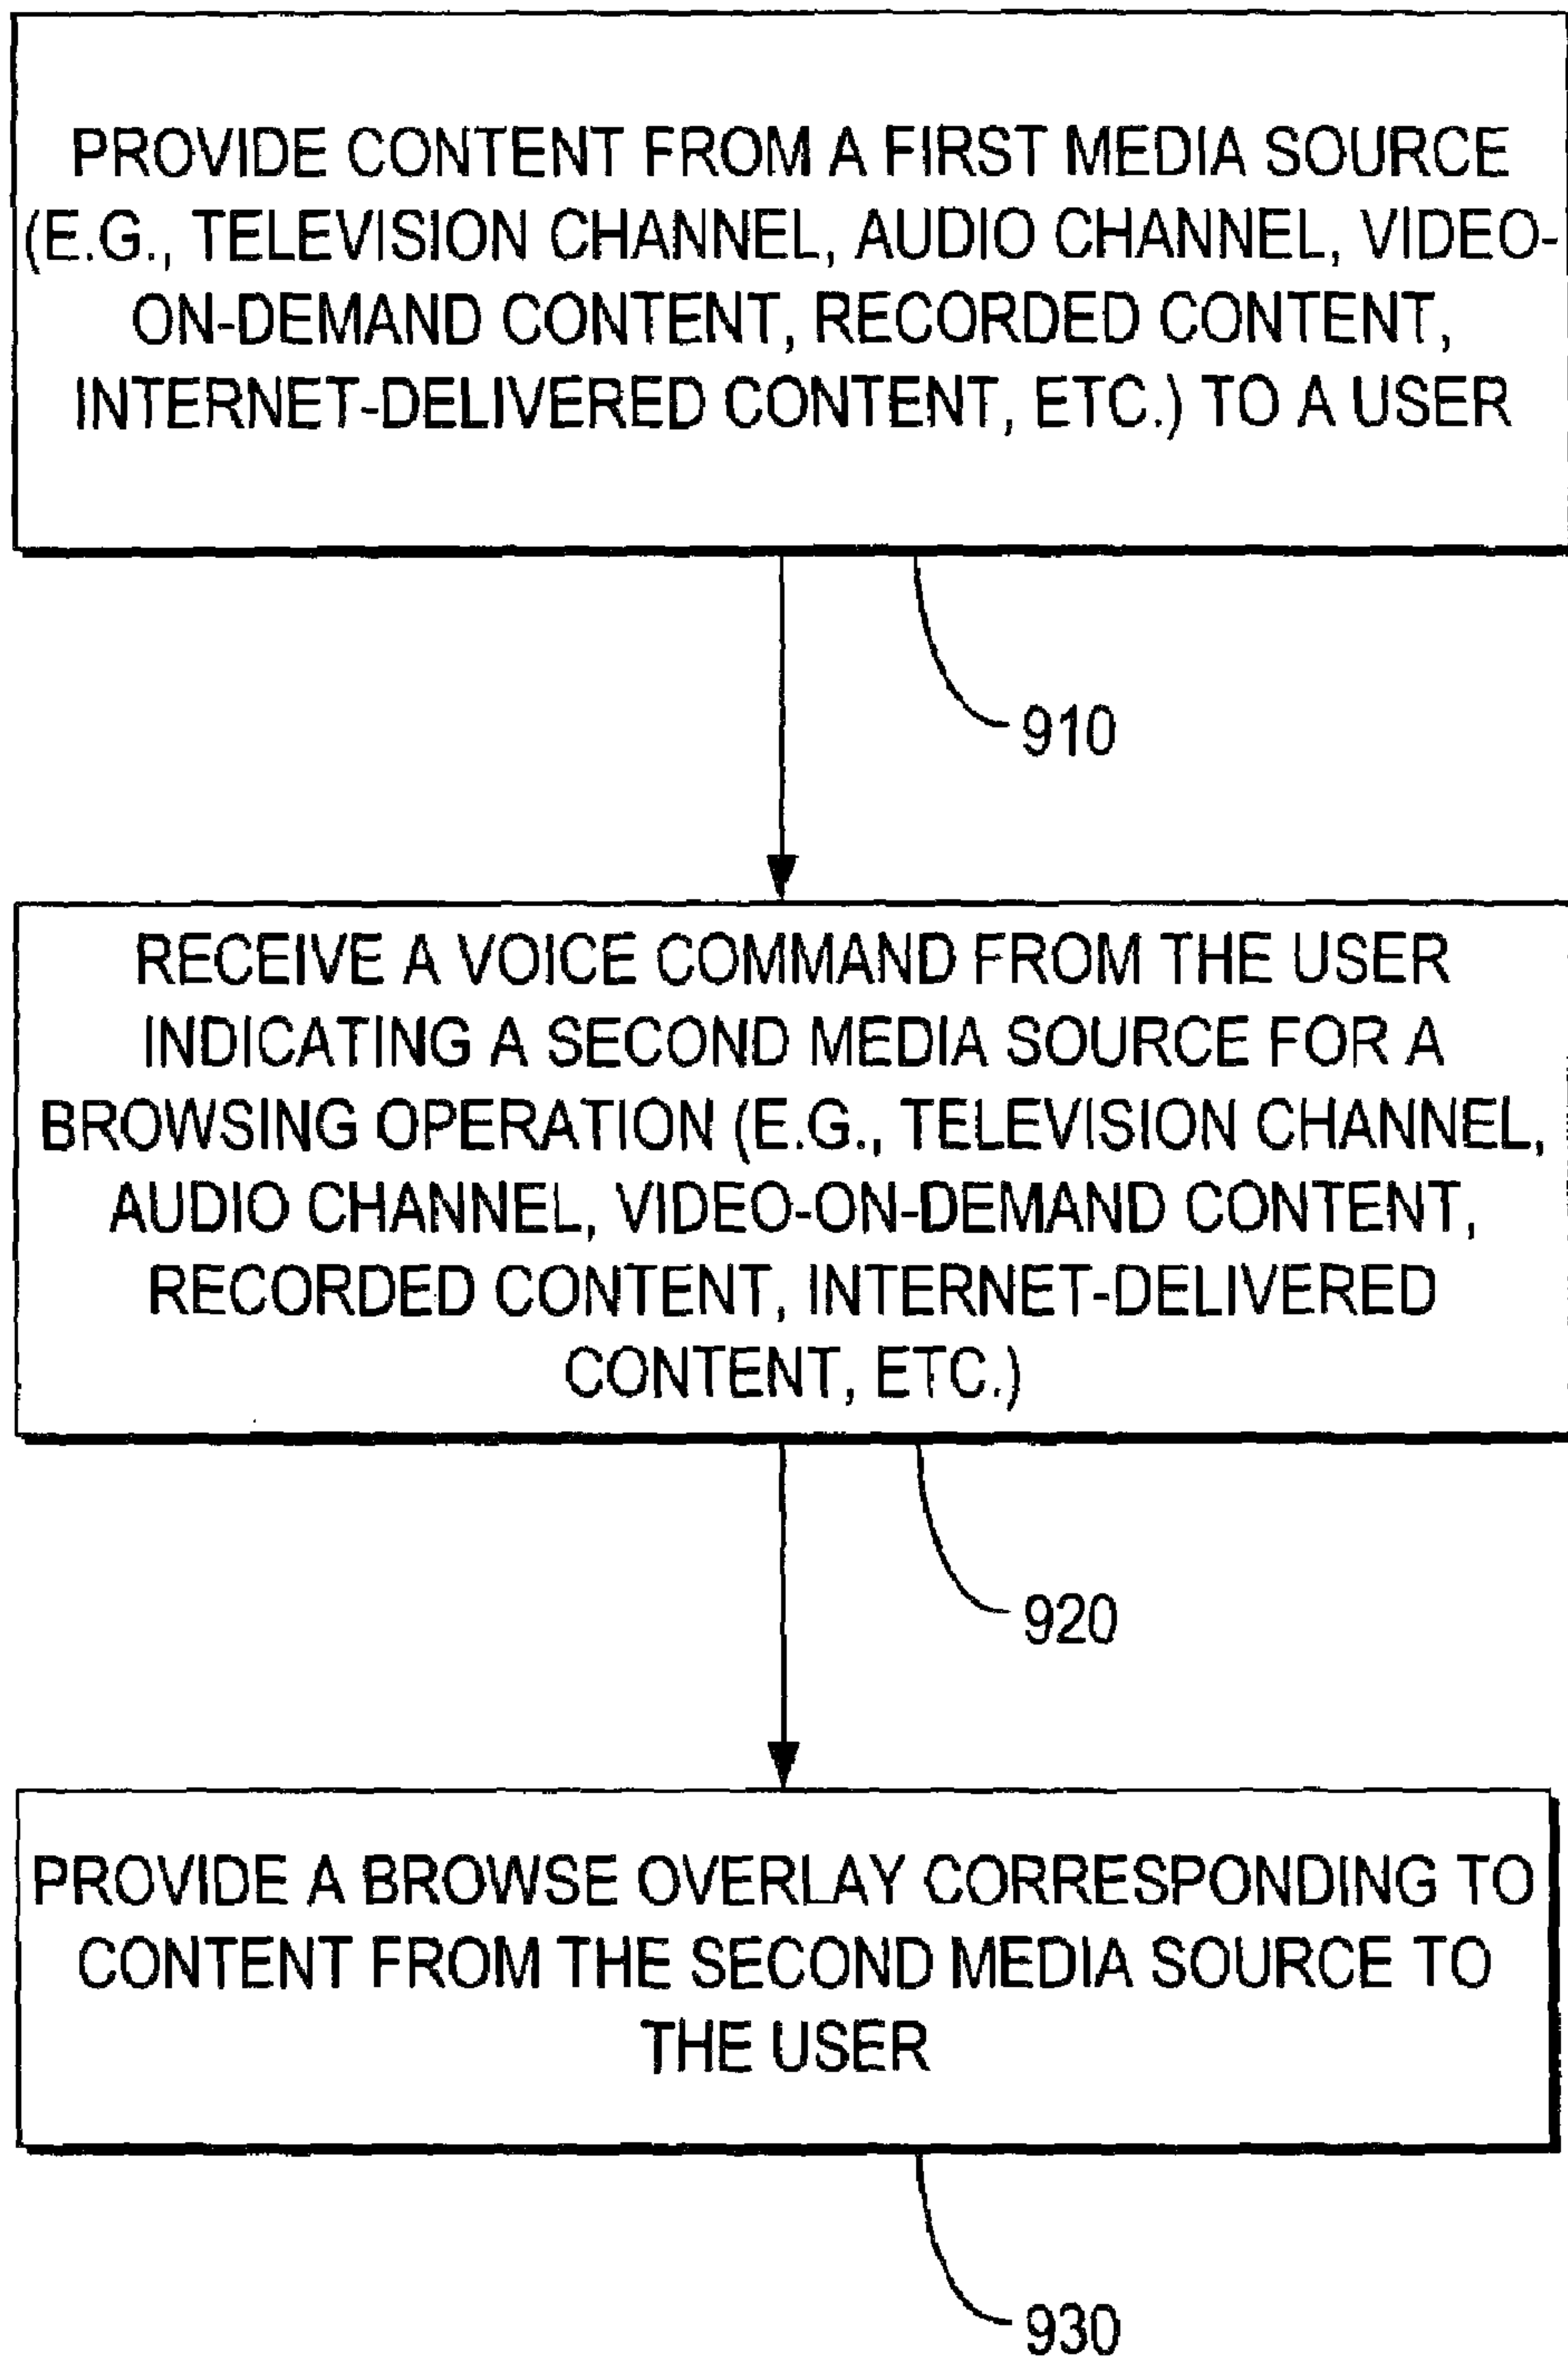 PROVIDE CONTENT FROM A FIRST MEDIA SOURCE
(E.G., TELEVISION CHANNEL, AUDIO CHANNEL, VIDEO-
ON-DEMAND CONTENT, RECORDED CONTENT,
INTERNET-DELIVERED CONTENT, ETC.) TO A USER
910
RECEIVE A VOICE COMMAND FROM THE USER
INDICATING A SECOND MEDIA SOURCE FOR A
BROWSING OPERATION (E.G., TELEVISION CHANNEL,
AUDIO CHANNEL, VIDEO-ON-DEMAND CONTENT,
RECORDED CONTENT, INTERNET-DELIVERED
CONTENT, ETC.)
920
PROVIDE A BROWSE OVERLAY CORRESPONDING TO
CONTENT FROM THE SECOND MEDIA SOURCE TO
THE USER
930